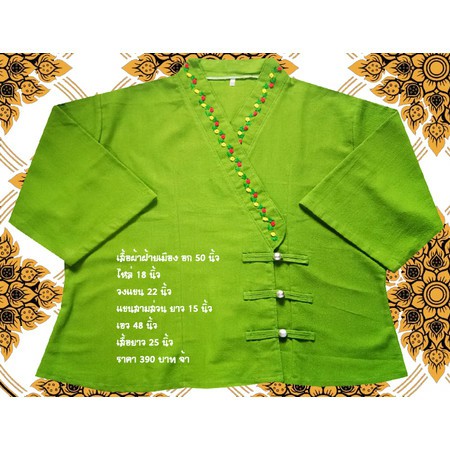 เสื้อผ้าฝ้ายเมือง อก 50 นิ้ว
ไหล่ 18 นิ้ว
วงแขน 22 นิ้ว
แขนสามส่วน ยาว 15 นิ้ว
เอว 48 นิ้ว
เสื้อยาว 25 นิ้ว
ราคา 390 บาท จ้า